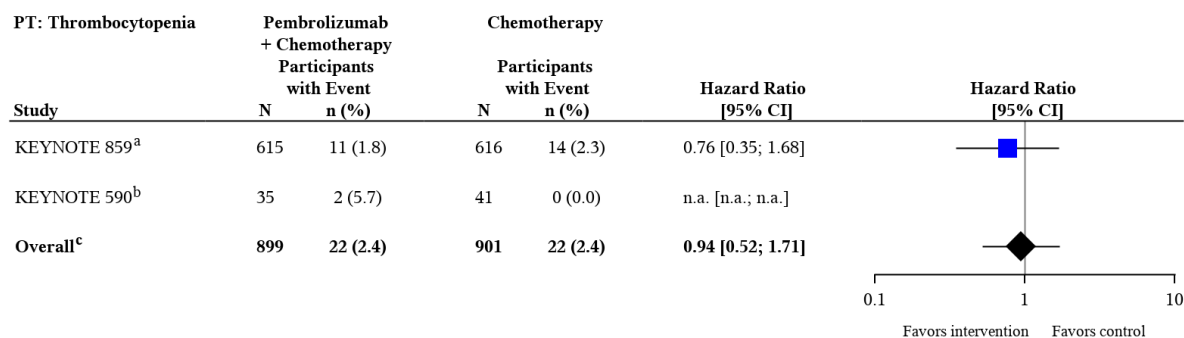 PT: Thrombocytopenia Pembrolizumab Chemotherapy
+ Chemotherapy
Participants Participants
with Event with Event Hazard Ratio Hazard Ratio
Study N n (%) N n (%) [95% CI] [95% CI]
KEYNOTE 859a 615 11 (1.8) 616 14 (2.3) 0.76 [0.35; 1.68]
KEYNOTE 590b 35 2 (5.7) 41 0 (0.0) n.a. [n.a.; n.a.]
Overallc 899 22 (2.4) 901 22 (2.4) 0.94 [0.52; 1.71]
0.1 1 10
Favors intervention Favors control